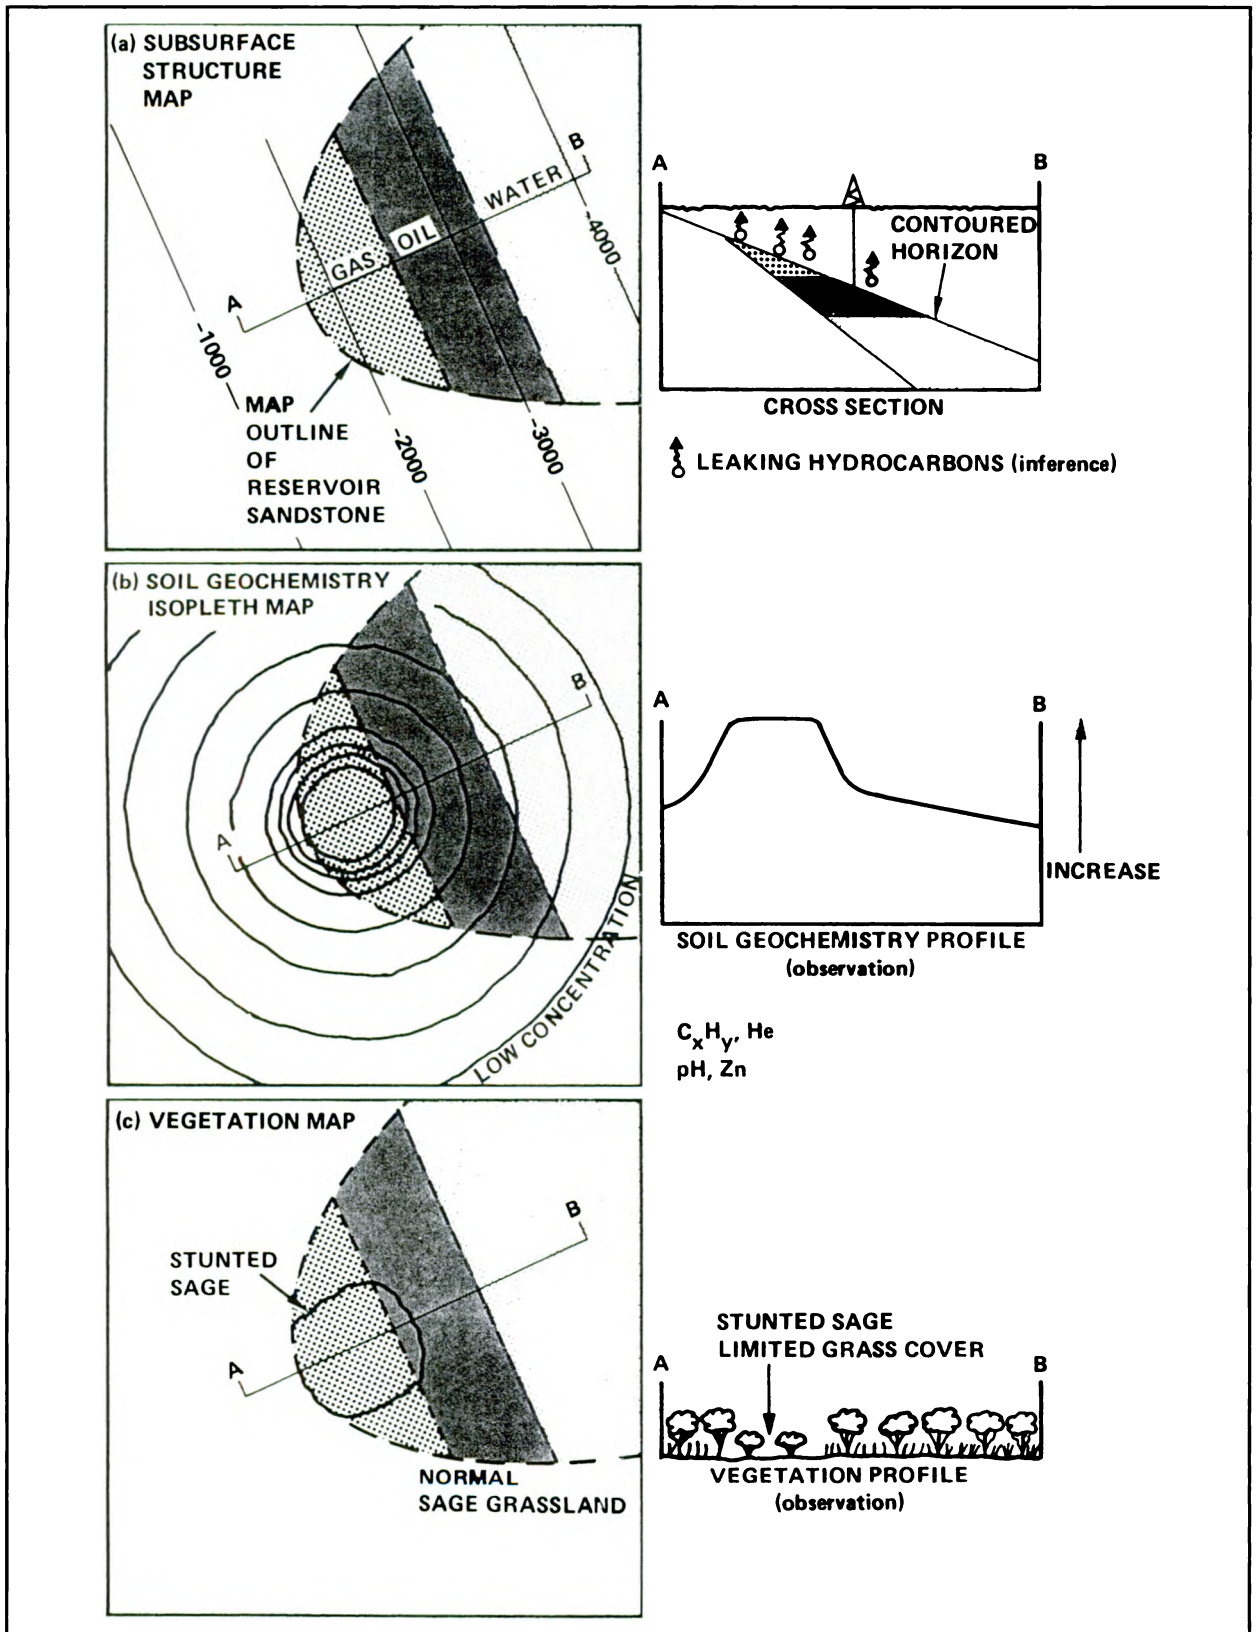 (a) SUBSURFACE
STRUCTURE
MAP
A
GAS
OIL
WATER
B
-1000
-2000
-3000
-4000
MAP
OUTLINE
OF
RESERVOIR
SANDSTONE
A
B
CONTOURED
HORIZON
CROSS SECTION
LEAKING HYDROCARBONS (inference)
(b) SOIL GEOCHEMISTRY
ISOPLETH MAP
A
B
LOW CONCENTRATION
A
B
INCREASE
SOIL GEOCHEMISTRY PROFILE
(observation)
CxHy, He
pH, Zn
(c) VEGETATION MAP
STUNTED
SAGE
A
B
NORMAL
SAGE GRASSLAND
STUNTED SAGE
LIMITED GRASS COVER
A
B
VEGETATION PROFILE
(observation)